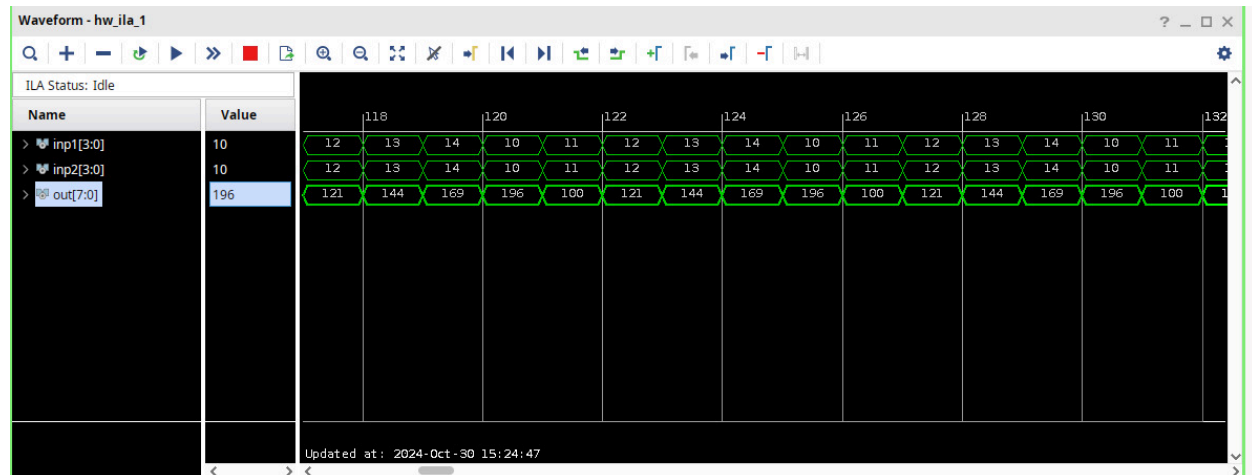 Waveform - hw_ila_1
ILA Status: Idle
Name Value
118 120 122 124 126 128 130 132
inp1[3:0] 10 12 13 14 10 11 12 13 14 10 11 12 13 14 10 11
inp2[3:0] 10 12 13 14 10 11 12 13 14 10 11 12 13 14 10 11
out[7:0] 196 121 144 169 196 100 121 144 169 196 100 121 144 169 196 100
Updated at: 2024-Oct-30 15:24:47